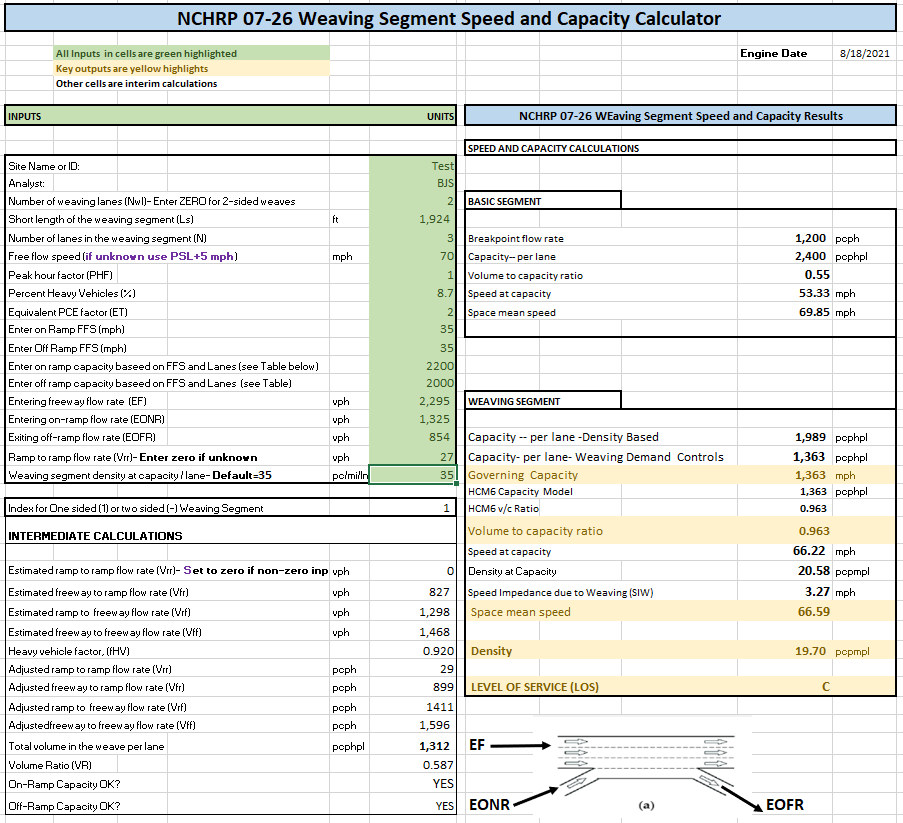 NCHRP 07-26 Weaving Segment Speed and Capacity Calculator
All Inputs in cells are green highlighted
Engine Date 8/18/2021
Key outputs are yellow highlights
Other cells are interim calculations
INPUTS UNITS
Site Name or ID: Test
Analyst: BJS
Number of weaving lanes (Nwl)- Enter ZERO for 2-sided weaves 2
Short length of the weaving segment (Ls) ft 1,924
Number of lanes in the weaving segment (N) 3
Free flow speed (if unknown use PSL+5 mph) mph 70
Peak hour factor (PHF) 1
Percent Heavy Vehicles (%) 8.7
Equivalent PCE factor (ET) 2
Enter on Ramp FFS (mph) 35
Enter Off Ramp FFS (mph) 35
Enter on ramp capacity baseed on FFS and Lanes (see Table below) 2200
Enter off ramp capacity baseed on FFS and Lanes (see Table) 2000
Entering freeway flow rate (EF) vph 2,295
Entering on-ramp flow rate (EONR) vph 1,325
Exiting off-ramp flow rate (EOFR) vph 854
Ramp to ramp flow rate (Vrr)- Enter zero if unknown vph 27
Weaving segment density at capacity / lane- Default=35 pc/mi/ln 35
Index for One sided (1) or two sided (-) Weaving Segment 1
INTERMEDIATE CALCULATIONS
Estimated ramp to ramp flow rate (Vrr)- Set to zero if non-zero inp vph 0
Estimated freeway to ramp flow rate (Vfr) vph 827
Estimated ramp to freeway flow rate (Vrf) vph 1,298
Estimated freeway to freeway flow rate (Vff) vph 1,468
Heavy vehicle factor, (fHV) 0.920
Adjusted ramp to ramp flow rate (Vrr) pcph 29
Adjusted freeway to ramp flow rate (Vfr) pcph 899
Adjusted ramp to freeway flow rate (Vrf) pcph 1411
Adjustedfreeway to freeway flow rate (Vff) pcph 1,596
Total volume in the weave per lane pcphpl 1,312
Volume Ratio (VR) 0.587
On-Ramp Capacity OK? YES
Off-Ramp Capacity OK? YES
NCHRP 07-26 WEaving Segment Speed and Capacity Results
SPEED AND CAPACITY CALCULATIONS
BASIC SEGMENT
Breakpoint flow rate 1,200 pcph
Capacity-- per lane 2,400 pcphpl
Volume to capacity ratio 0.55
Speed at capacity 53.33 mph
Space mean speed 69.85 mph
WEAVING SEGMENT
Capacity -- per lane -Density Based 1,989 pcphpl
Capacity- per lane- Weaving Demand Controls 1,363 pcphpl
Governing Capacity 1,363 mph
HCM6 Capacity Model 1,363 pcphpl
HCM6 v/c Ratio 0.963
Volume to capacity ratio 0.963
Speed at capacity 66.22 mph
Density at Capacity 20.58 pcpmpl
Speed Impedance due to Weaving (SIW) 3.27 mph
Space mean speed 66.59
Density 19.70 pcpmpl
LEVEL OF SERVICE (LOS) C
EF
EONR
(a)
EOFR